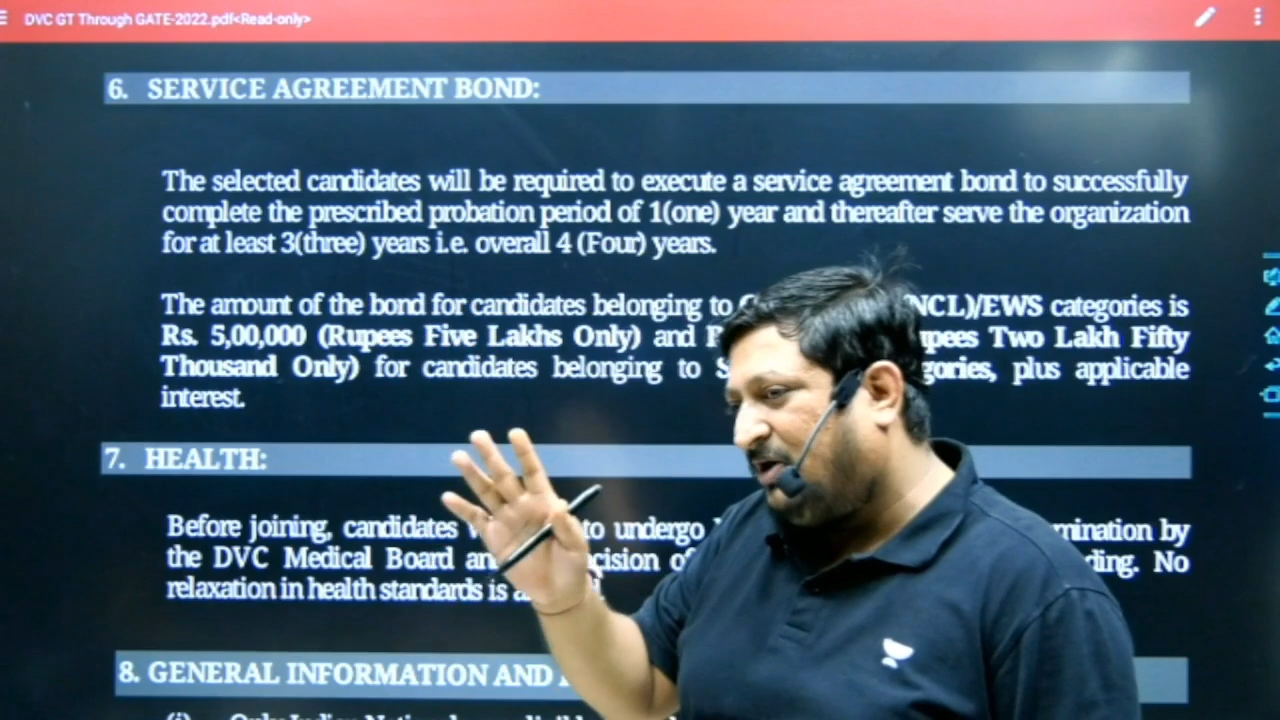 DVC GT Through GATE-2022.pdf<Read-only>
6. SERVICE AGREEMENT BOND:
The selected candidates will be required to execute a service agreement bond to successfully
complete the prescribed probation period of 1(one) year and thereafter serve the organization
for at least 3(three) years i.e. overall 4 (Four) years.
The amount of the bond for candidates belonging to NCL)/EWS categories is
Rs. 5,00,000 (Rupees Five Lakhs Only) and Two Lakh Fifty
Thousand Only) for candidates belonging to plus applicable
interest.
7. HEALTH:
Before joining, candidates to undergo by
the DVC Medical Board No
relaxation in health standards is
8. GENERAL INFORMATION AND